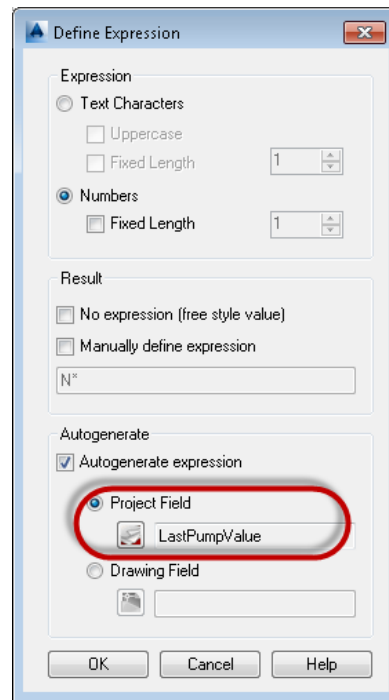 Define Expression
Expression
Text Characters
Uppercase
Fixed Length 1
Numbers
Fixed Length 1
Result
No expression (free style value)
Manually define expression
N*
Autogenerate
Autogenerate expression
Project Field
LastPumpValue
Drawing Field
OK Cancel Help